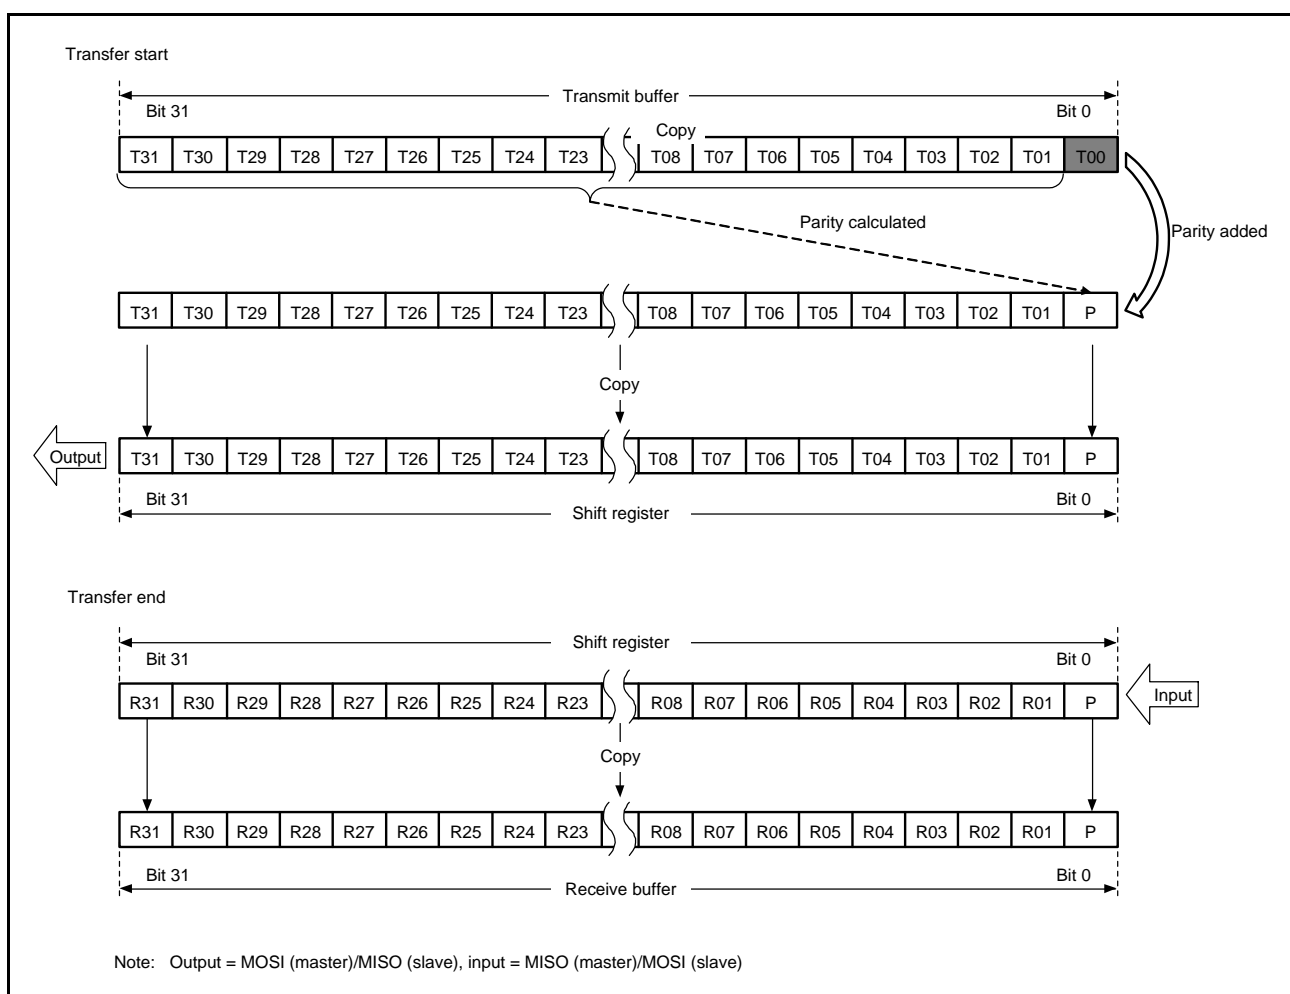 Transfer start
Transmit buffer
Bit 31 Bit 0
Copy
T31 T30 T29 T28 T27 T26 T25 T24 T23 T08 T07 T06 T05 T04 T03 T02 T01 T00
Parity calculated
Parity added
T31 T30 T29 T28 T27 T26 T25 T24 T23 T08 T07 T06 T05 T04 T03 T02 T01 P
Copy
Output T31 T30 T29 T28 T27 T26 T25 T24 T23 T08 T07 T06 T05 T04 T03 T02 T01 P
Bit 31 Bit 0
Shift register
Transfer end
Shift register
Bit 31 Bit 0
R31 R30 R29 R28 R27 R26 R25 R24 R23 R08 R07 R06 R05 R04 R03 R02 R01 P Input
Copy
R31 R30 R29 R28 R27 R26 R25 R24 R23 R08 R07 R06 R05 R04 R03 R02 R01 P
Bit 31 Bit 0
Receive buffer
Note: Output = MOSI (master)/MISO (slave), input = MISO (master)/MOSI (slave)